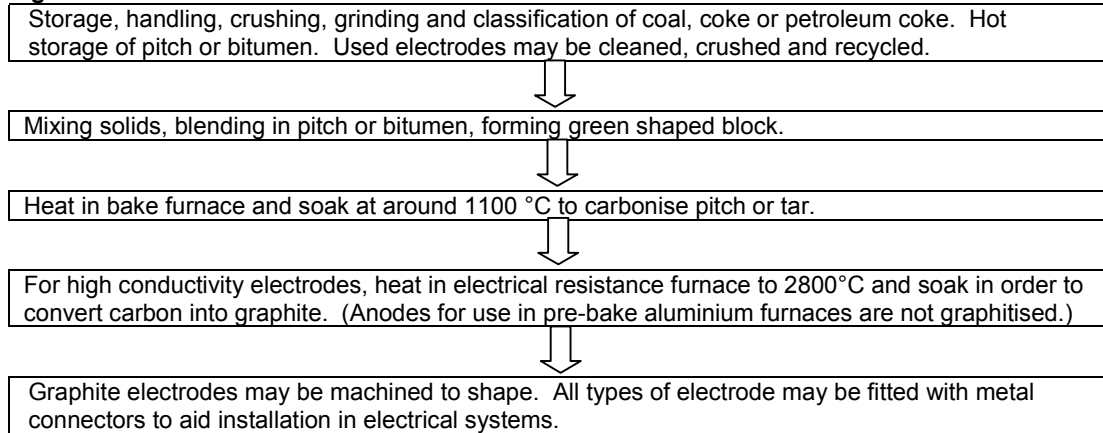 Storage, handling, crushing, grinding and classification of coal, coke or petroleum coke. Hot
storage of pitch or bitumen. Used electrodes may be cleaned, crushed and recycled.
Mixing solids, blending in pitch or bitumen, forming green shaped block.
Heat in bake furnace and soak at around 1100 °C to carbonise pitch or tar.
For high conductivity electrodes, heat in electrical resistance furnace to 2800°C and soak in order to
convert carbon into graphite. (Anodes for use in pre-bake aluminium furnaces are not graphitised.)
Graphite electrodes may be machined to shape. All types of electrode may be fitted with metal
connectors to aid installation in electrical systems.